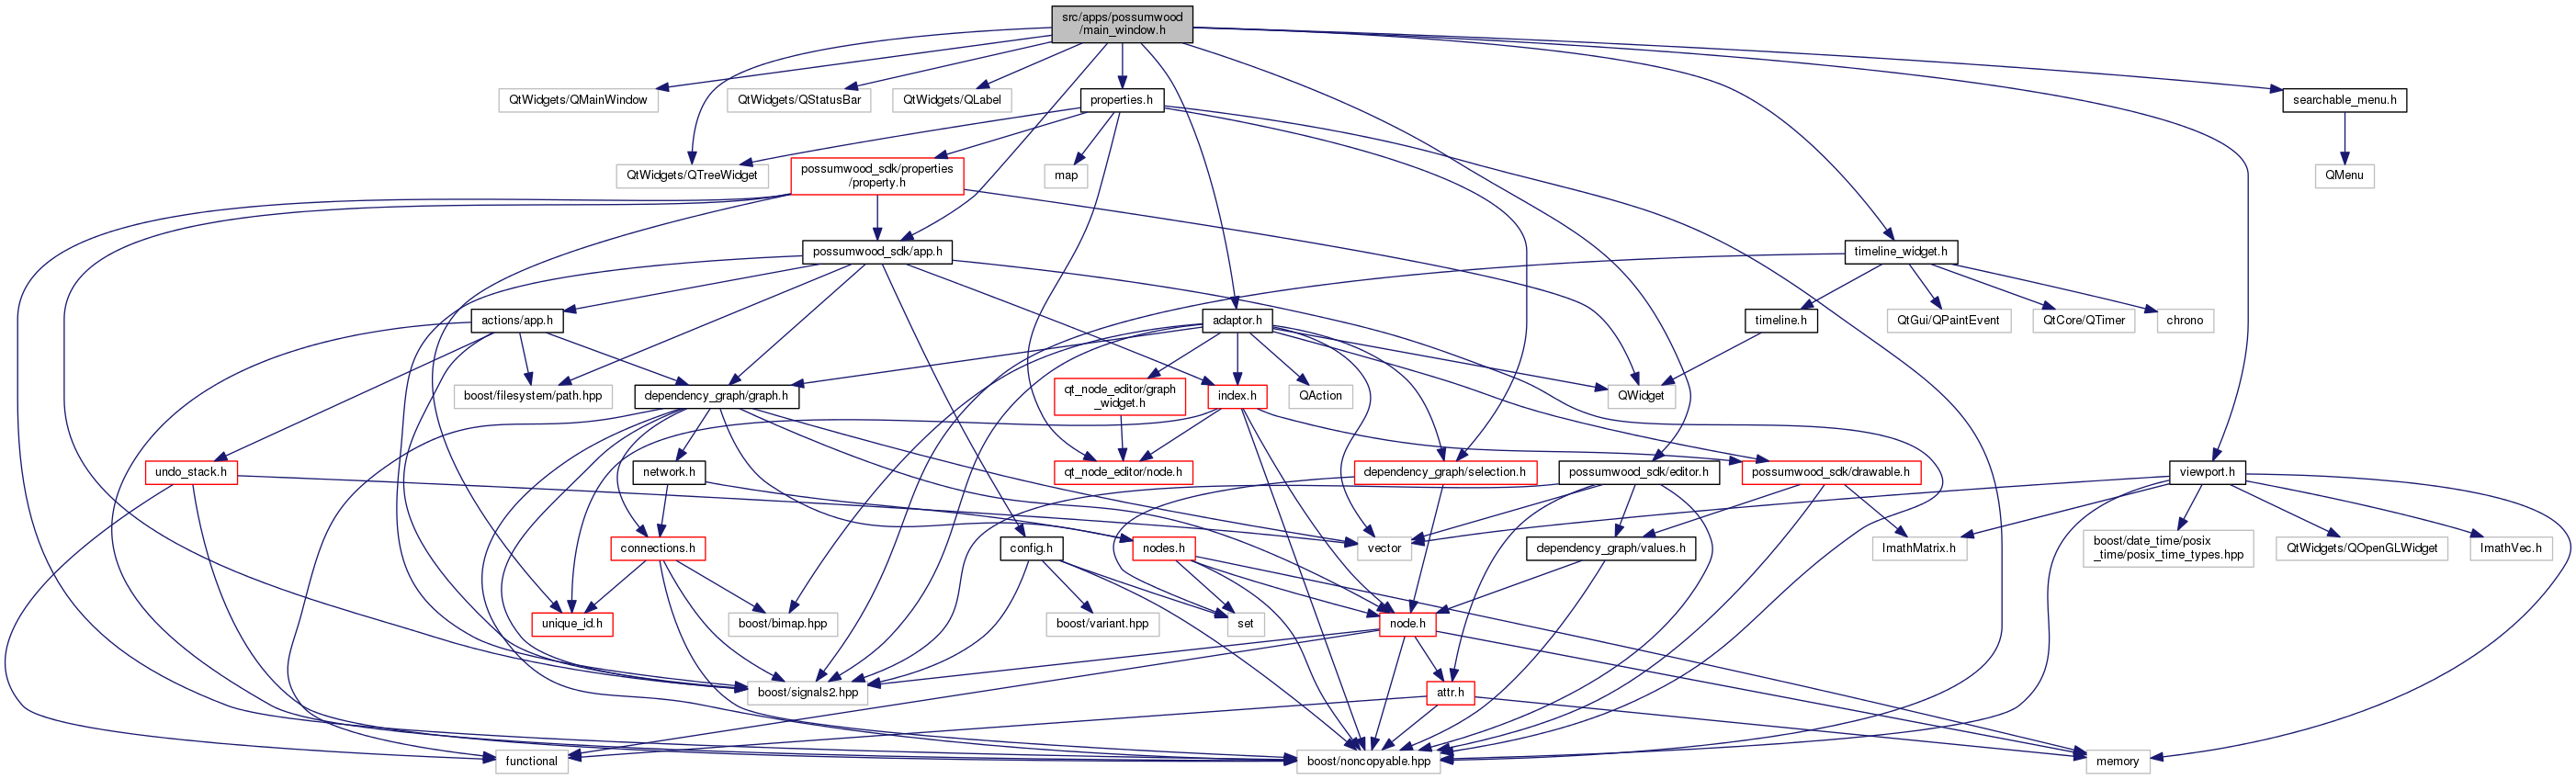 src/apps/possumwood
/main_window.h
QtWidgets/QMainWindow
QtWidgets/QStatusBar
QtWidgets/QLabel
properties.h
searchable_menu.h
QtWidgets/QTreeWidget
possumwood_sdk/properties
/property.h
map
QMenu
possumwood_sdk/app.h
timeline_widget.h
actions/app.h
adaptor.h
timeline.h
QtGui/QPaintEvent
QtCore/QTimer
chrono
boost/filesystem/path.hpp
dependency_graph/graph.h
qt_node_editor/graph
_widget.h
index.h
QAction
QWidget
undo_stack.h
network.h
qt_node_editor/node.h
dependency_graph/selection.h
possumwood_sdk/editor.h
possumwood_sdk/drawable.h
viewport.h
connections.h
config.h
nodes.h
vector
dependency_graph/values.h
ImathMatrix.h
boost/date_time/posix
_time/posix_time_types.hpp
QtWidgets/QOpenGLWidget
ImathVec.h
unique_id.h
boost/bimap.hpp
boost/variant.hpp
set
node.h
boost/signals2.hpp
attr.h
functional
boost/noncopyable.hpp
memory